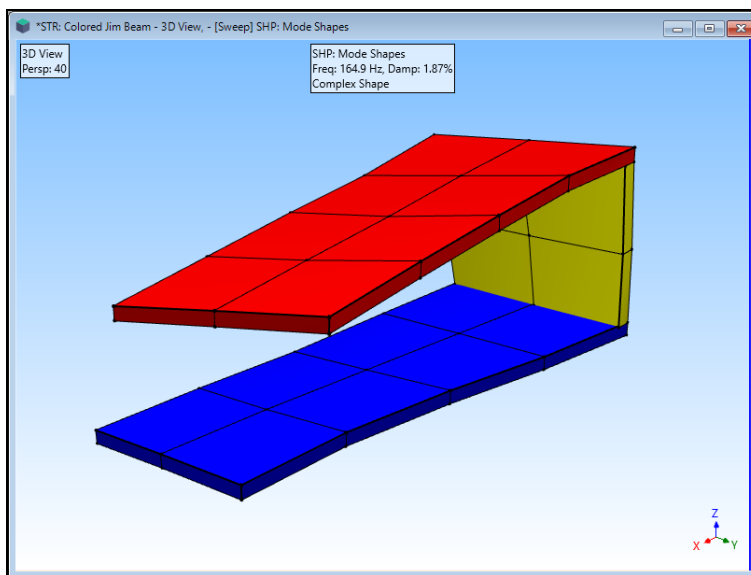 *STR: Colored Jim Beam - 3D View, - [Sweep] SHP: Mode Shapes
3D View
Persp: 40
SHP: Mode Shapes
Freq: 164.9 Hz, Damp: 1.87%
Complex Shape
Z
X
Y